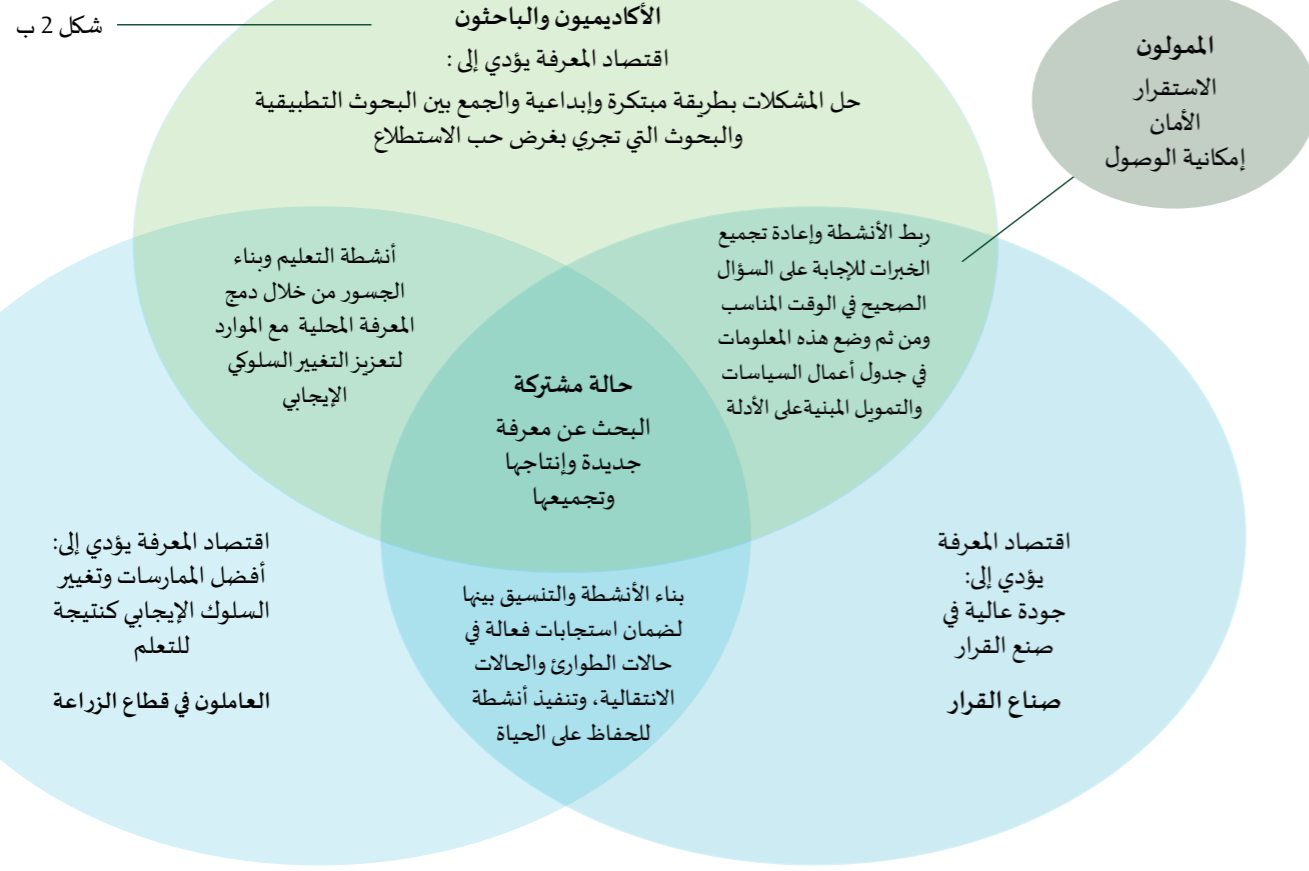 شكل 2 ب
الأكاديميون والباحثون
اقتصاد المعرفة يؤدي إلى :
حل المشكلات بطريقة مبتكرة وإبداعية والجمع بين البحوث التطبيقية
والبحوث التي تجري بغرض حب الاستطلاع
الممولون
الاستقرار
الأمان
إمكانية الوصول
ربط الأنشطة وإعادة تجميع
الخبرات للإجابة على السؤال
الصحيح في الوقت المناسب
ومن ثم وضع هذه المعلومات
في جدول أعمال السياسات
والتمويل المبنيةعلى الأدلة
أنشطة التعليم وبناء
الجسور من خلال دمج
المعرفة المحلية مع الموارد
لتعزيز التغيير السلوكي
الإيجابي
حالة مشتركة
البحث عن معرفة
جديدة وإنتاجها
وتجميعها
اقتصاد المعرفة
يؤدي إلى:
جودة عالية في
صنع القرار
صناع القرار
بناء الأنشطة والتنسيق بينها
لضمان استجابات فعالة في
حالات الطوارئ والحالات
الانتقالية، وتنفيذ أنشطة
للحفاظ على الحياة
اقتصاد المعرفة يؤدي إلى:
أفضل الممارسات وتغيير
السلوك الإيجابي كنتيجة
للتعلم
العاملون في قطاع الزراعة